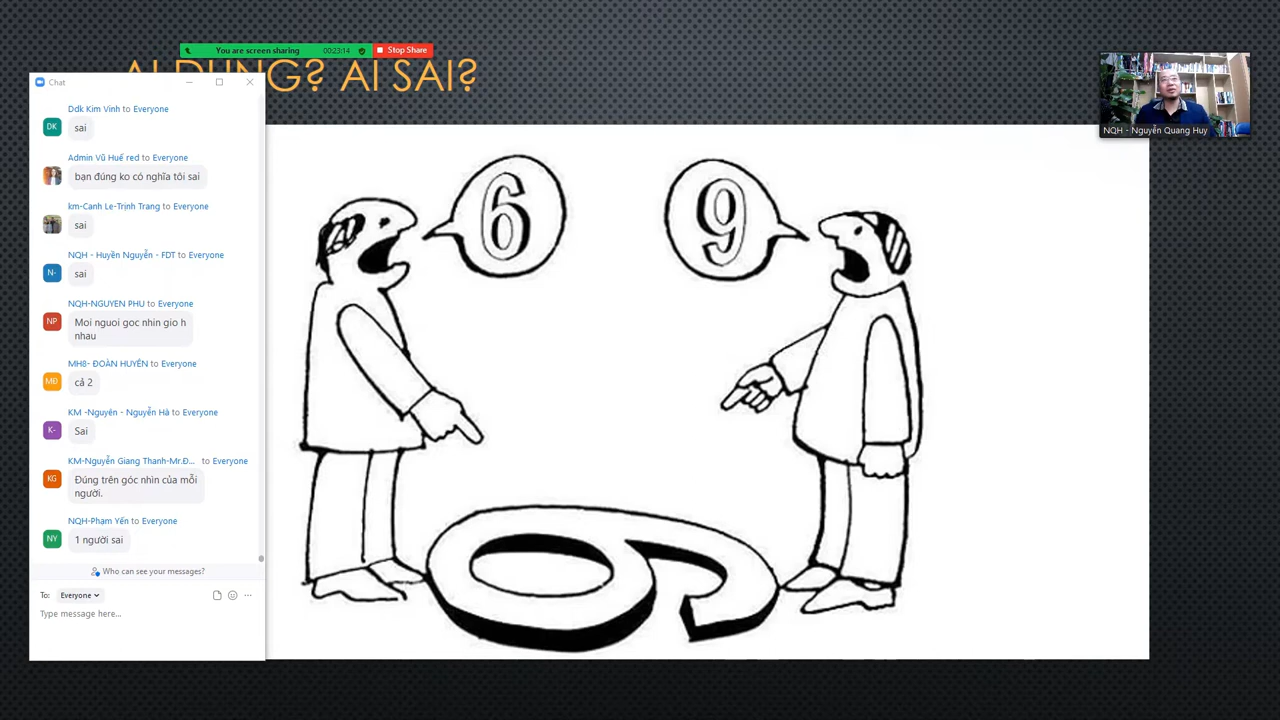 You are screen sharing 00:23:14 Stop Share
AI ĐÚNG? AI SAI?
Chat
Ddk Kim Vinh to Everyone
DK
sai
Admin Vũ Huế red to Everyone
bạn đúng ko có nghĩa tôi sai
km-Canh Le-Trịnh Trang to Everyone
sai
NQH - Huyền Nguyễn - FDT to Everyone
N-
sai
NQH-NGUYEN PHU to Everyone
NP
Moi nguoi goc nhin gio h
nhau
MH8- ĐOÀN HUYÊN to Everyone
MĐ
cả 2
KM -Nguyên - Nguyễn Hà to Everyone
K-
Sai
KM-Nguyễn Giang Thanh-Mr.Đ... to Everyone
KG
Đúng trên góc nhìn của mỗi
người.
NQH-Phạm Yến to Everyone
NY
1 người sai
Who can see your messages?
To: Everyone
Type message here...
6
9
NQH - Nguyễn Quang Huy